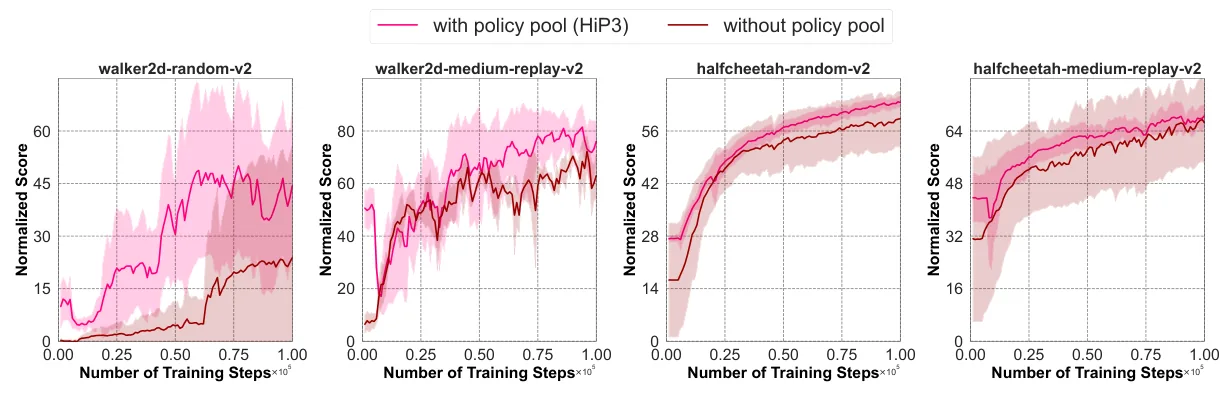 with policy pool (HiP3) without policy pool
walker2d-random-v2
Normalized Score
60
45
30
15
0
0.00 0.25 0.50 0.75 1.00
Number of Training Steps×10⁵
walker2d-medium-replay-v2
Normalized Score
80
60
40
20
0
0.00 0.25 0.50 0.75 1.00
Number of Training Steps×10⁵
halfcheetah-random-v2
Normalized Score
56
42
28
14
0
0.00 0.25 0.50 0.75 1.00
Number of Training Steps×10⁵
halfcheetah-medium-replay-v2
Normalized Score
64
48
32
16
0
0.00 0.25 0.50 0.75 1.00
Number of Training Steps×10⁵